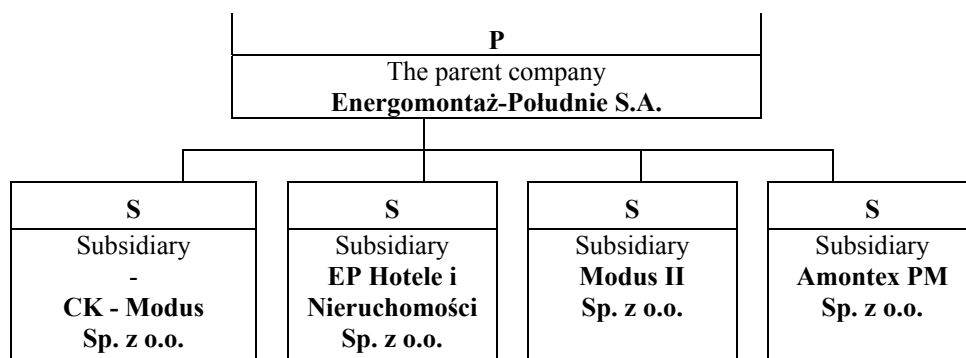 P
The parent company
Energomontaż-Południe S.A.
S
Subsidiary
-
CK - Modus
Sp. z o.o.
S
Subsidiary
EP Hotele i
Nieruchomości
Sp. z o.o.
S
Subsidiary
Modus II
Sp. z o.o.
S
Subsidiary
Amontex PM
Sp. z o.o.